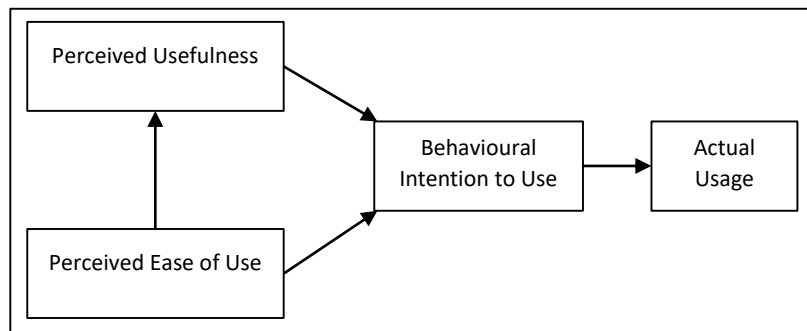 Perceived Usefulness
Perceived Ease of Use
Behavioural
Intention to Use
Actual
Usage